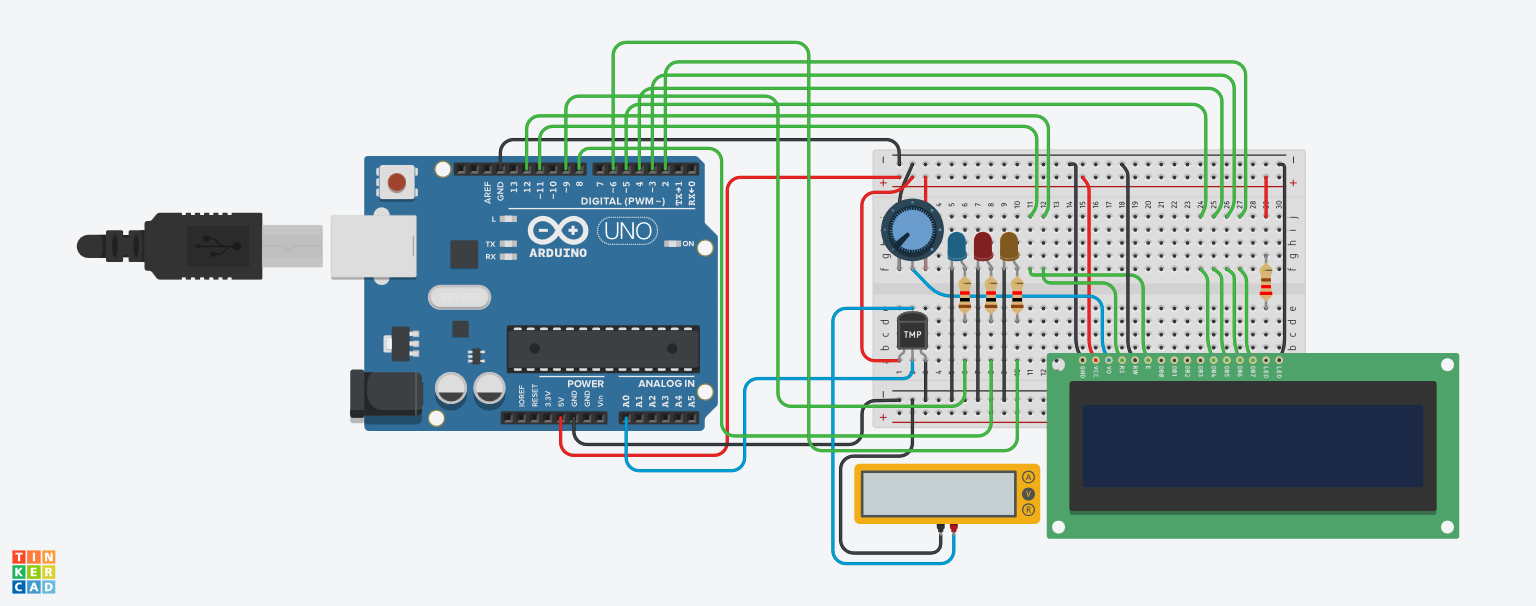 AREF
GND
13
12
~11
~10
~9
8
7
~6
~5
4
~3
2
TX→1
RX←0
DIGITAL (PWM~)
L
TX
RX
UNO
ON
ARDUINO
POWER
ANALOG IN
IOREF
RESET
3.3V
5V
GND
GND
Vin
A0
A1
A2
A3
A4
A5
TMP
A
V
R
GND
VCC
V0
RS
RW
E
DB0
DB1
DB2
DB3
DB4
DB5
DB6
DB7
LED
LED
TIN
KER
CAD